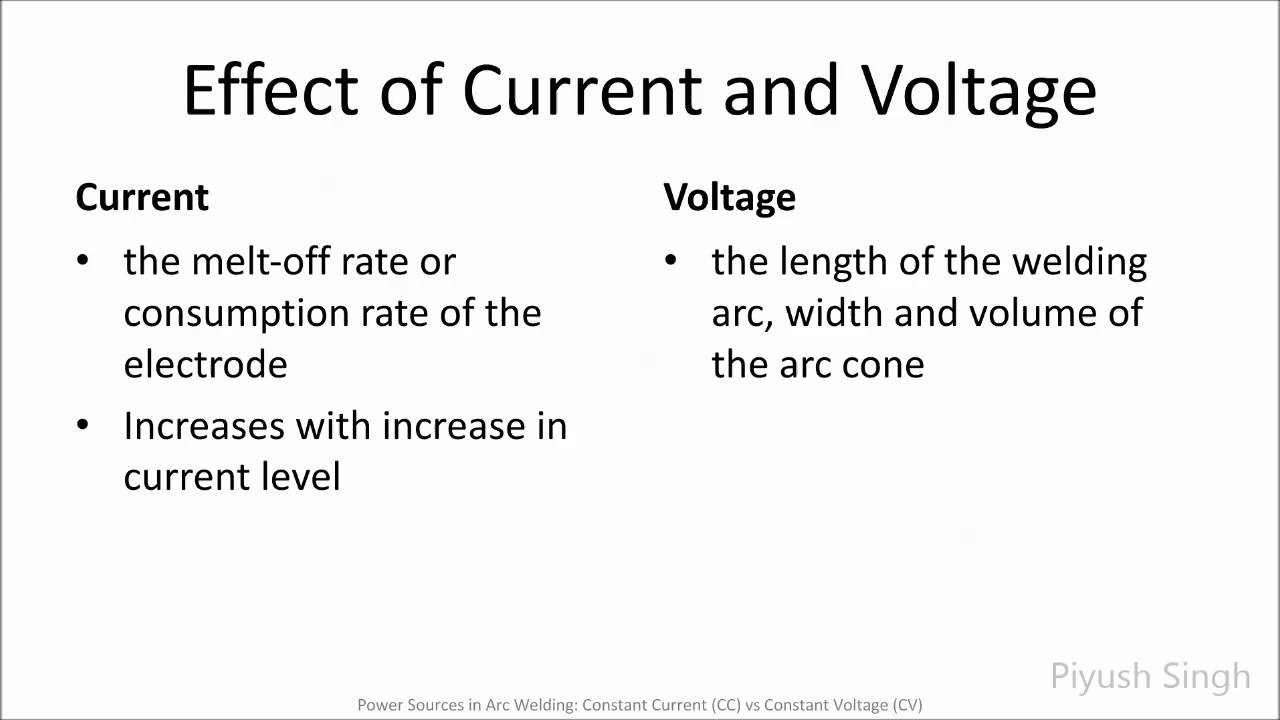 Effect of Current and Voltage
Current
• the melt-off rate or
consumption rate of the
electrode
• Increases with increase in
current level
Voltage
• the length of the welding
arc, width and volume of
the arc cone
Piyush Singh
Power Sources in Arc Welding: Constant Current (CC) vs Constant Voltage (CV)